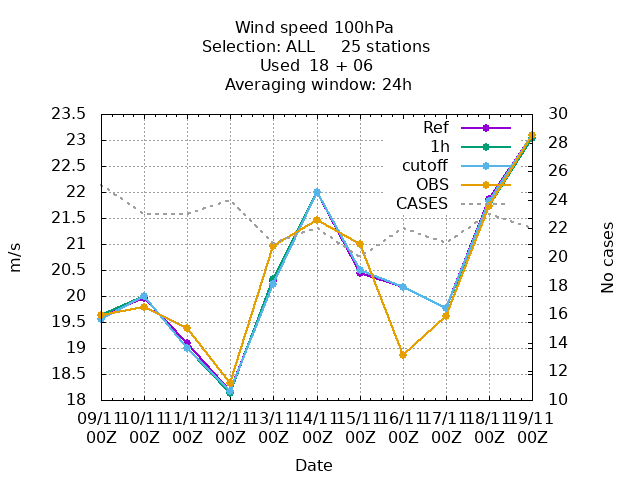 Wind speed 100hPa
Selection: ALL     25 stations
Used  18 + 06
Averaging window: 24h
23.5
23
22.5
22
21.5
21
20.5
20
19.5
19
18.5
18
30
28
26
24
22
20
18
16
14
12
10
m/s
No cases
Ref
1h
cutoff
OBS
CASES
09/11 10/11 11/11 12/11 13/11 14/11 15/11 16/11 17/11 18/11 19/11
00Z 00Z 00Z 00Z 00Z 00Z 00Z 00Z 00Z 00Z 00Z
Date